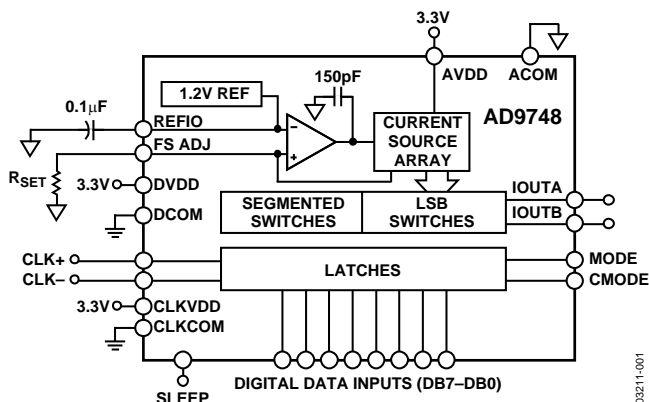 3.3V
150pF
AVDD
ACOM
1.2V REF
AD9748
0.1μF
REFIO
CURRENT
SOURCE
ARRAY
FS ADJ
RSET
3.3V
DVDD
DCOM
SEGMENTED
SWITCHES
LSB
SWITCHES
IOUTA
IOUTB
CLK+
CLK–
LATCHES
MODE
CMODE
3.3V
CLKVDD
CLKCOM
SLEEP
DIGITAL DATA INPUTS (DB7–DB0)
03211-001